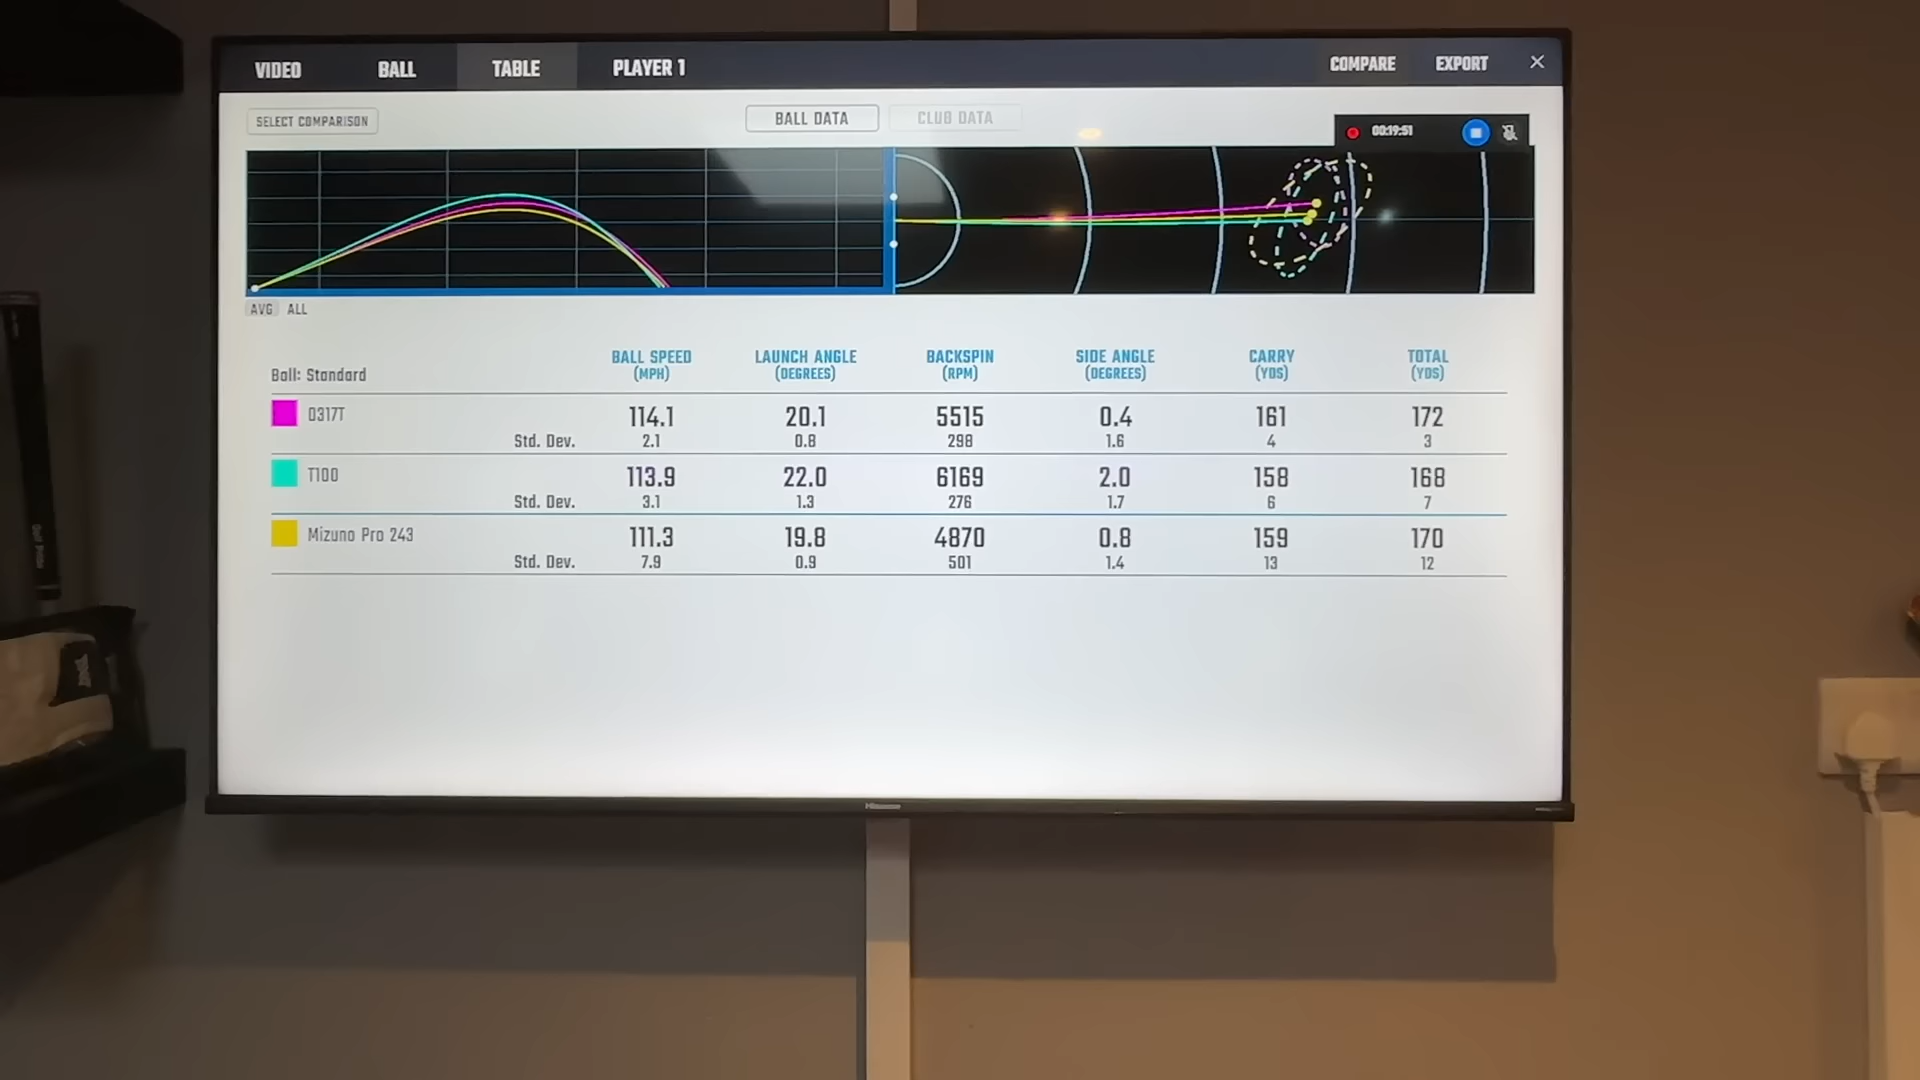 VIDEO BALL TABLE PLAYER 1 COMPARE EXPORT
SELECT COMPARISON BALL DATA CLUB DATA
00:19:51
AVG ALL
Ball: Standard BALL SPEED (MPH) LAUNCH ANGLE (DEGREES) BACKSPIN (RPM) SIDE ANGLE (DEGREES) CARRY (YDS) TOTAL (YDS)
0317T 114.1 20.1 5515 0.4 161 172
Std. Dev. 2.1 0.8 298 1.6 4 3
T100 113.9 22.0 6169 2.0 158 168
Std. Dev. 3.1 1.3 276 1.7 6 7
Mizuno Pro 243 111.3 19.8 4870 0.8 159 170
Std. Dev. 7.9 0.9 501 1.4 13 12
Hisense